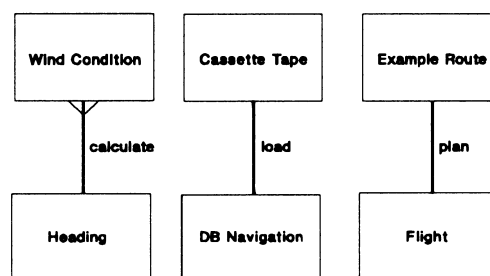 Wind Condition
Cassette Tape
Example Route
calculate
load
plan
Heading
DB Navigation
Flight